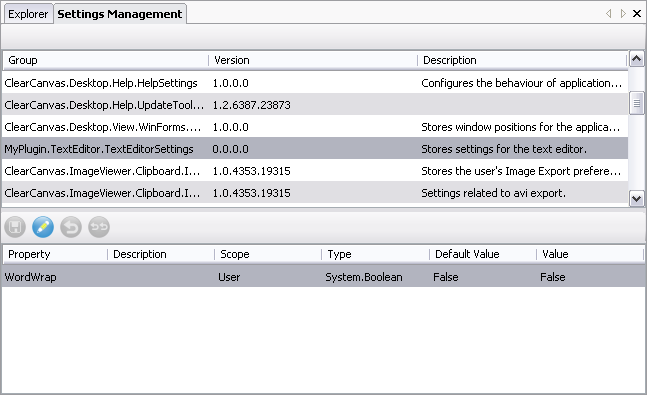 Explorer Settings Management
Group Version Description
ClearCanvas.Desktop.Help.HelpSettings 1.0.0.0 Configures the behaviour of application...
ClearCanvas.Desktop.Help.UpdateTool... 1.2.6387.23873
ClearCanvas.Desktop.View.WinForms.... 1.0.0.0 Stores window positions for the applica...
MyPlugin.TextEditor.TextEditorSettings 0.0.0.0 Stores settings for the text editor.
ClearCanvas.ImageViewer.Clipboard.I... 1.0.4353.19315 Stores the user's Image Export prefere...
ClearCanvas.ImageViewer.Clipboard.I... 1.0.4353.19315 Settings related to avi export.
Property Description Scope Type Default Value Value
WordWrap User System.Boolean False False